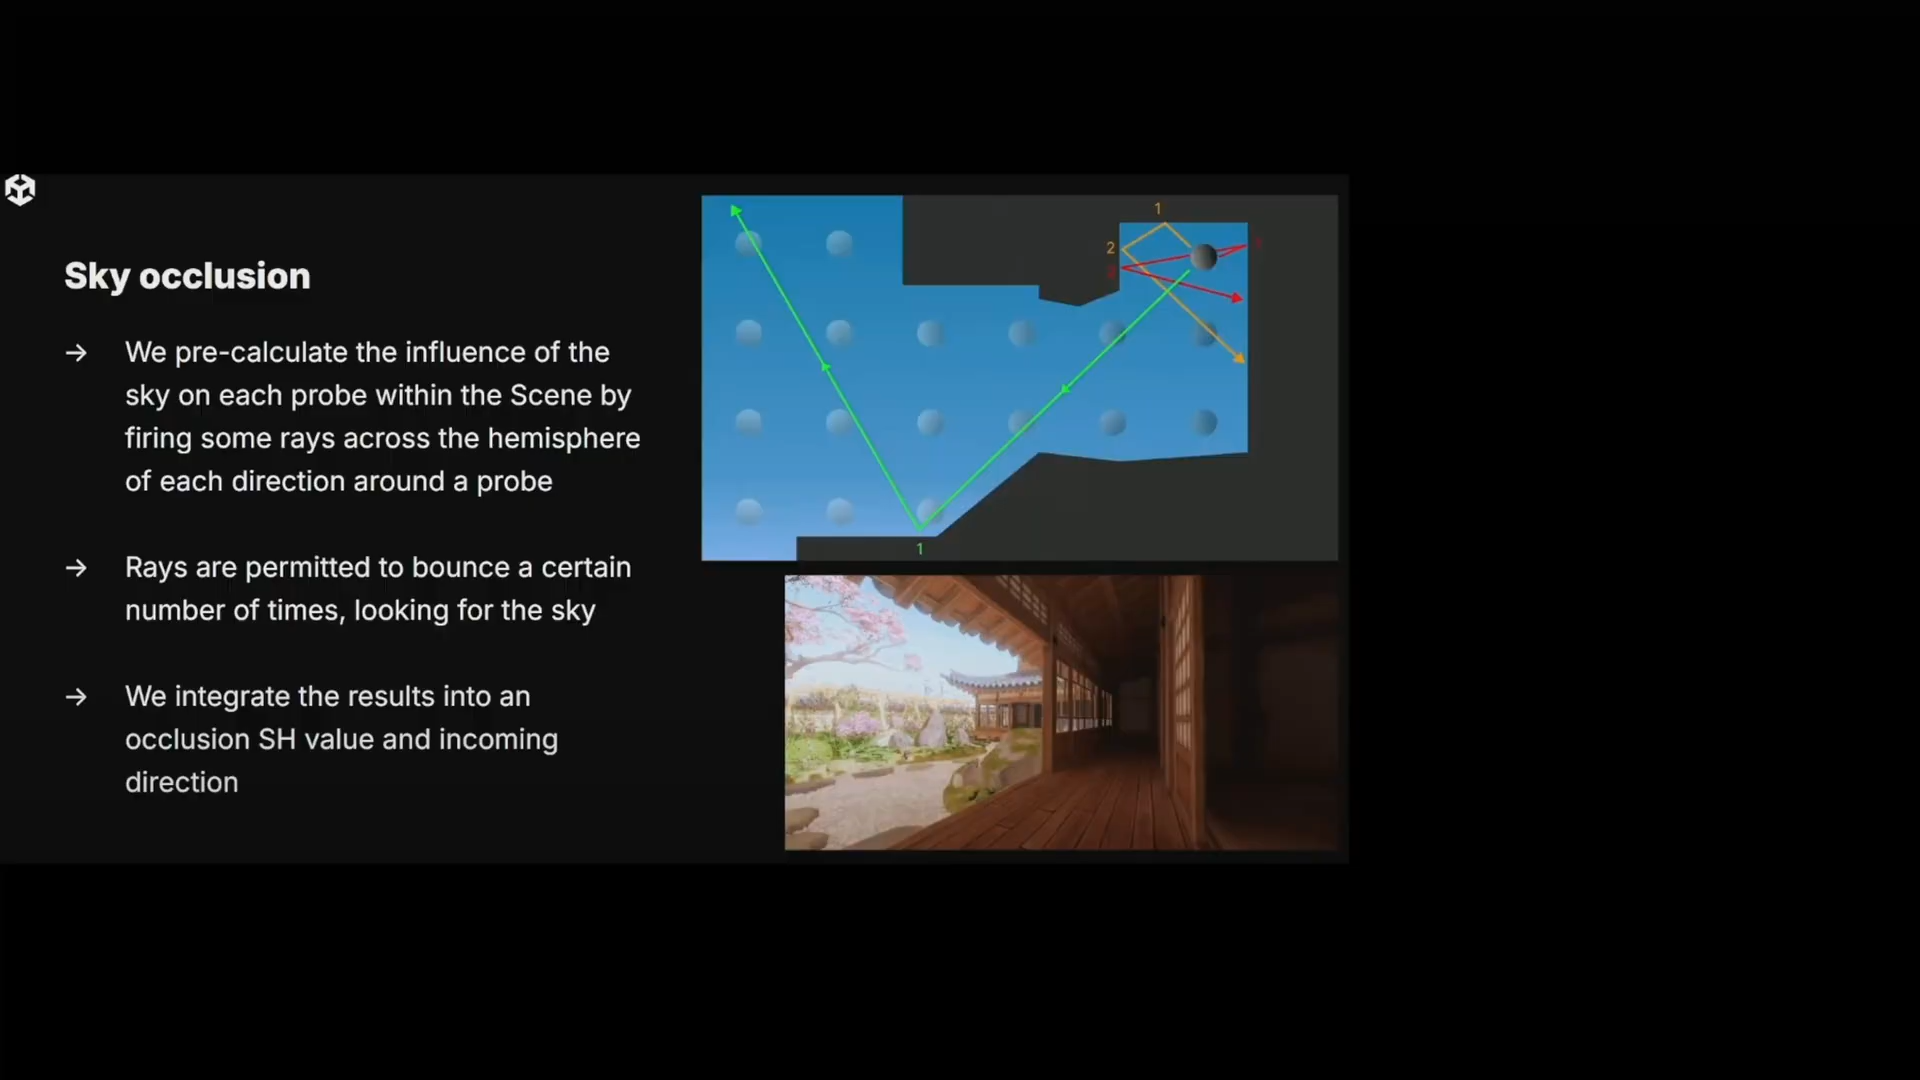 Sky occlusion
→ We pre-calculate the influence of the
sky on each probe within the Scene by
firing some rays across the hemisphere
of each direction around a probe
→ Rays are permitted to bounce a certain
number of times, looking for the sky
→ We integrate the results into an
occlusion SH value and incoming
direction
1
2
1